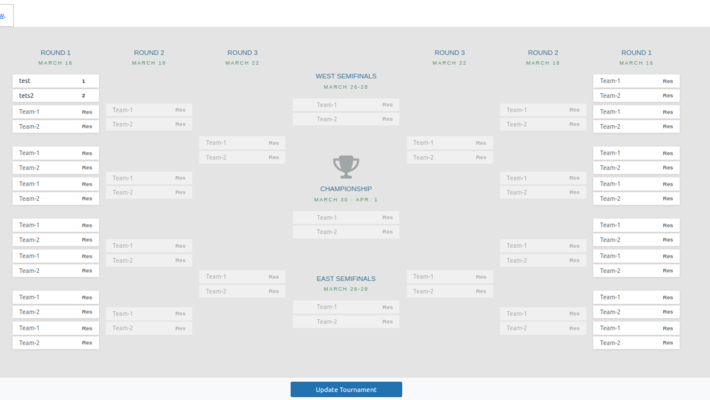 w.
ROUND 1
MARCH 16
test 1
tets2 2
Team-1 Res
Team-2 Res
Team-1 Res
Team-2 Res
Team-1 Res
Team-2 Res
Team-1 Res
Team-2 Res
Team-1 Res
Team-2 Res
Team-1 Res
Team-2 Res
Team-1 Res
Team-2 Res
ROUND 2
MARCH 18
Team-1 Res
Team-2 Res
Team-1 Res
Team-2 Res
Team-1 Res
Team-2 Res
Team-1 Res
Team-2 Res
ROUND 3
MARCH 22
Team-1 Res
Team-2 Res
Team-1 Res
Team-2 Res
WEST SEMIFINALS
MARCH 26-28
Team-1 Res
Team-2 Res
CHAMPIONSHIP
MARCH 30 - APR. 1
Team-1 Res
Team-2 Res
EAST SEMIFINALS
MARCH 26-28
Team-1 Res
Team-2 Res
ROUND 3
MARCH 22
Team-1 Res
Team-2 Res
Team-1 Res
Team-2 Res
ROUND 2
MARCH 18
Team-1 Res
Team-2 Res
Team-1 Res
Team-2 Res
Team-1 Res
Team-2 Res
Team-1 Res
Team-2 Res
ROUND 1
MARCH 16
Team-1 Res
Team-2 Res
Team-1 Res
Team-2 Res
Team-1 Res
Team-2 Res
Team-1 Res
Team-2 Res
Team-1 Res
Team-2 Res
Team-1 Res
Team-2 Res
Team-1 Res
Team-2 Res
Team-1 Res
Team-2 Res
Update Tournament